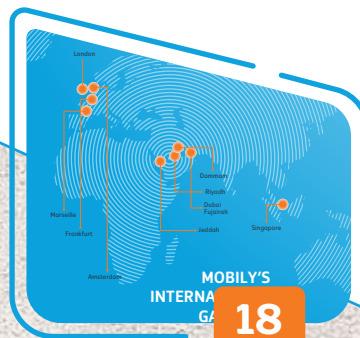 London
Dammam
Riyadh
Dubai
Fujairah
Marseille
Jeddah
Singapore
Frankfurt
Amsterdam
MOBILY'S
18